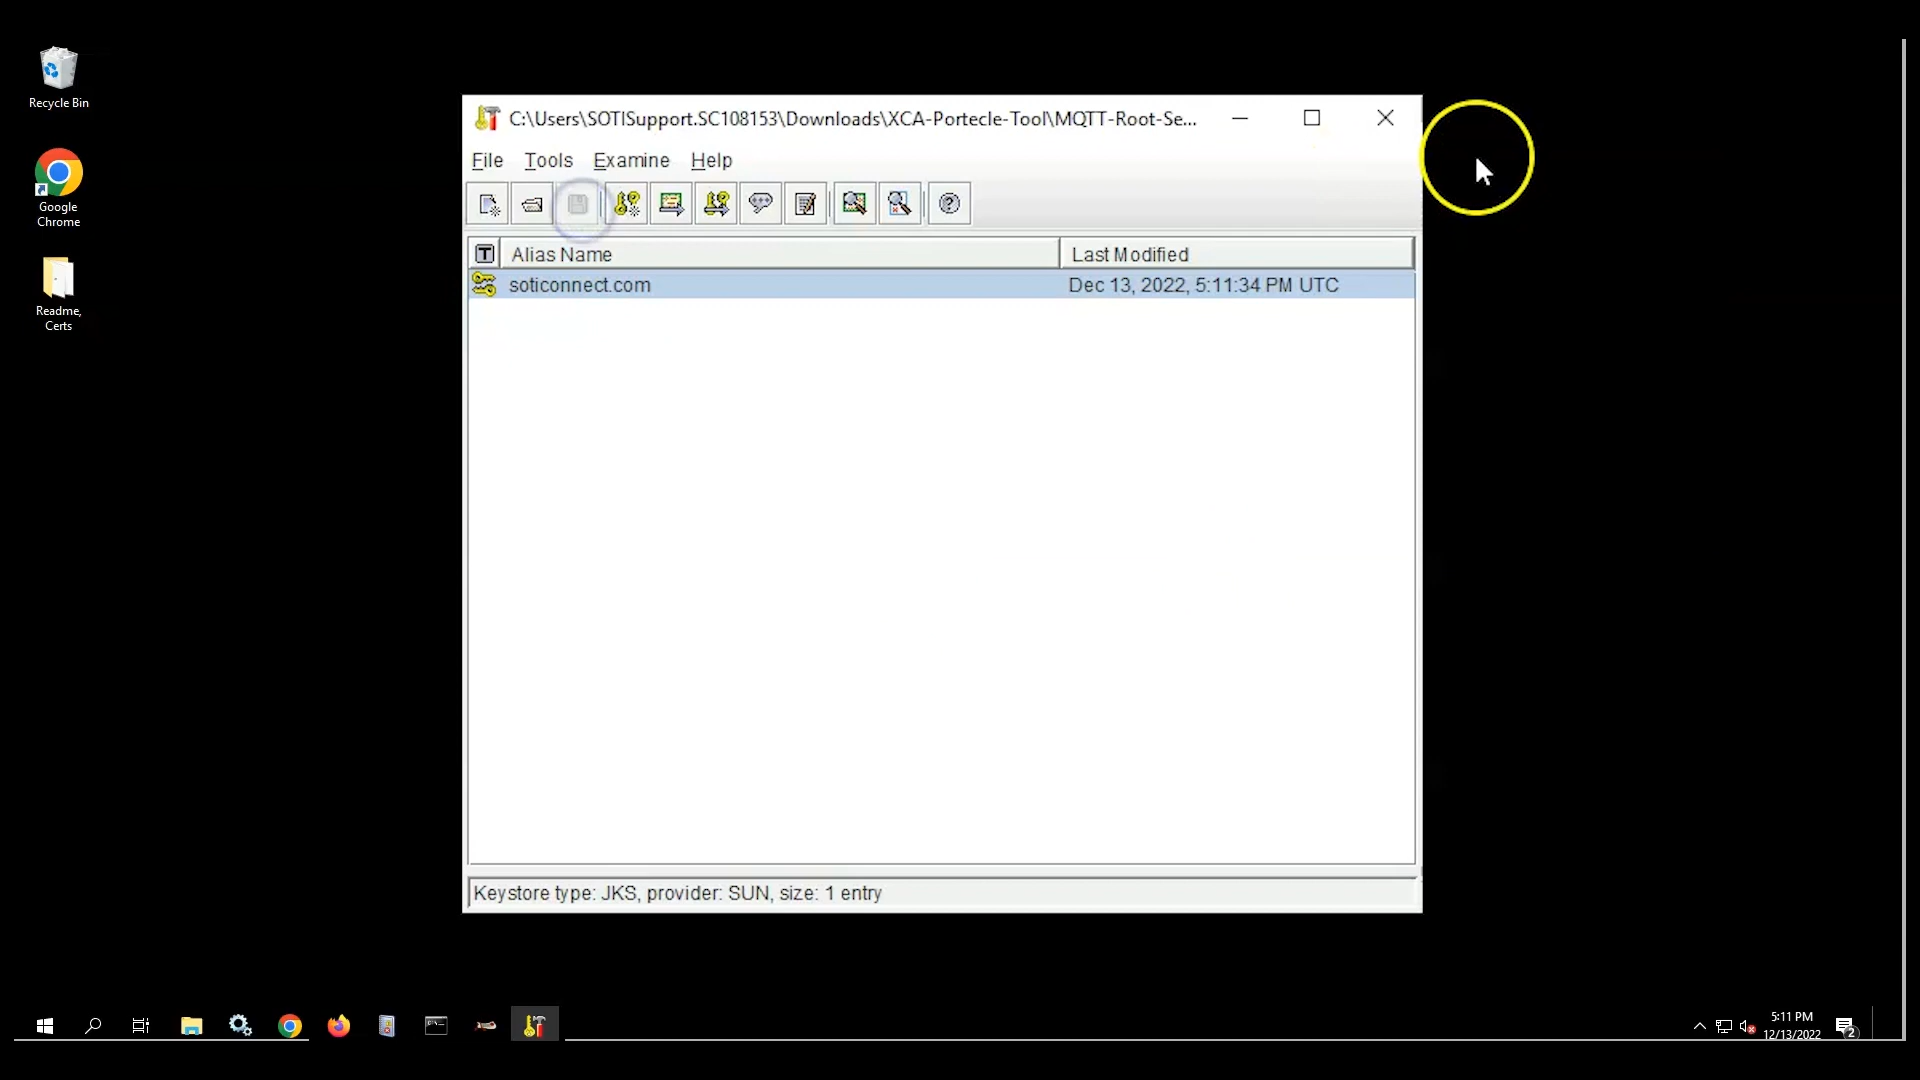 Recycle Bin
Google
Chrome
Readme,
Certs
C:\Users\SOTISupport.SC108153\Downloads\XCA-Portecle-Tool\MQTT-Root-Se...
File Tools Examine Help
T Alias Name Last Modified
soticonnect.com Dec 13, 2022, 5:11:34 PM UTC
Keystore type: JKS, provider: SUN, size: 1 entry
5:11 PM
12/13/2022
2